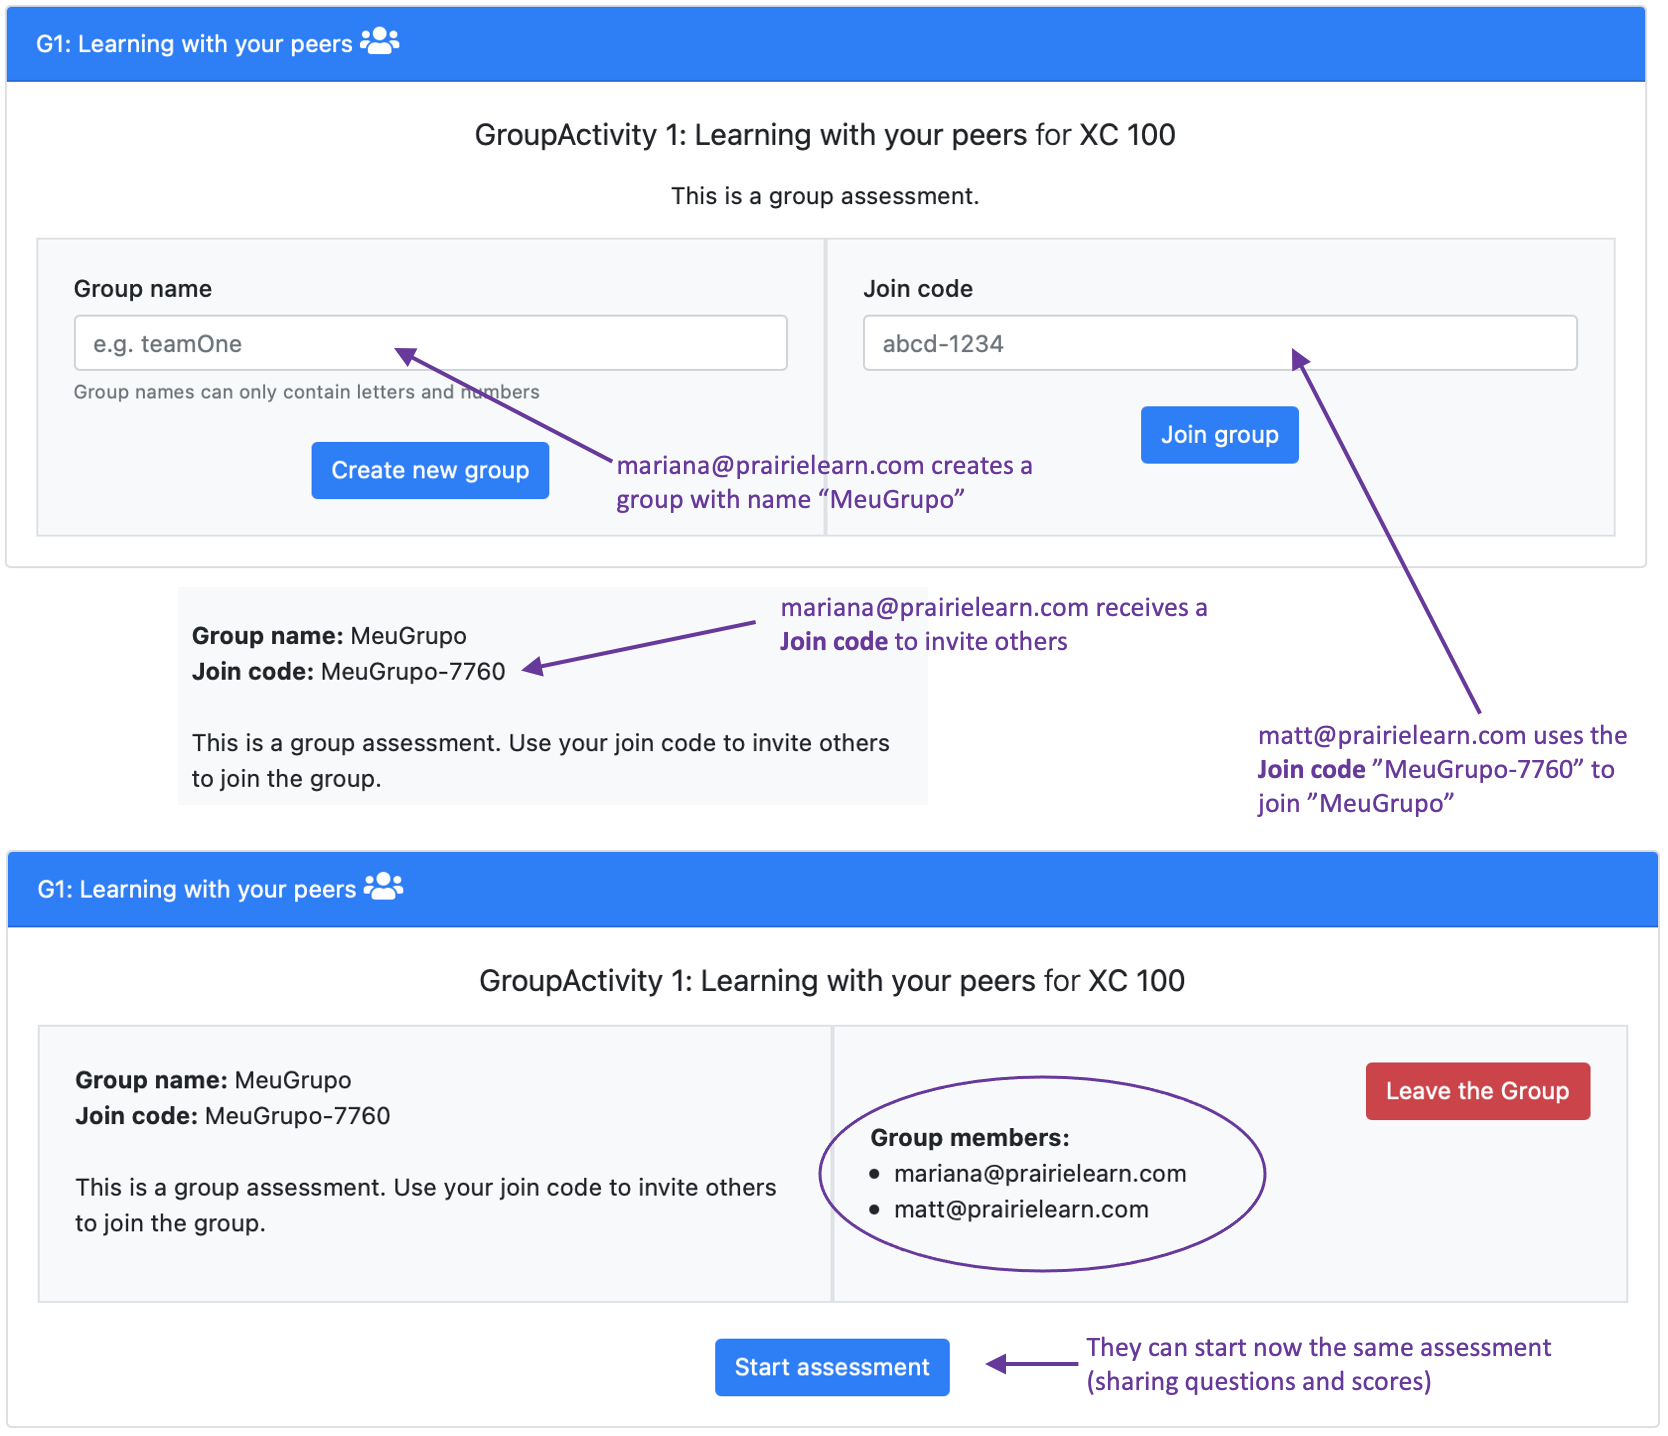 G1: Learning with your peers
GroupActivity 1: Learning with your peers for XC 100
This is a group assessment.
Group name
e.g. teamOne
Group names can only contain letters and numbers
Create new group
Join code
abcd-1234
Join group
mariana@prairielearn.com creates a
group with name “MeuGrupo”
mariana@prairielearn.com receives a
Join code to invite others
Group name: MeuGrupo
Join code: MeuGrupo-7760
This is a group assessment. Use your join code to invite others
to join the group.
matt@prairielearn.com uses the
Join code ”MeuGrupo-7760” to
join ”MeuGrupo”
G1: Learning with your peers
GroupActivity 1: Learning with your peers for XC 100
Group name: MeuGrupo
Join code: MeuGrupo-7760
This is a group assessment. Use your join code to invite others
to join the group.
Leave the Group
Group members:
• mariana@prairielearn.com
• matt@prairielearn.com
Start assessment
They can start now the same assessment
(sharing questions and scores)